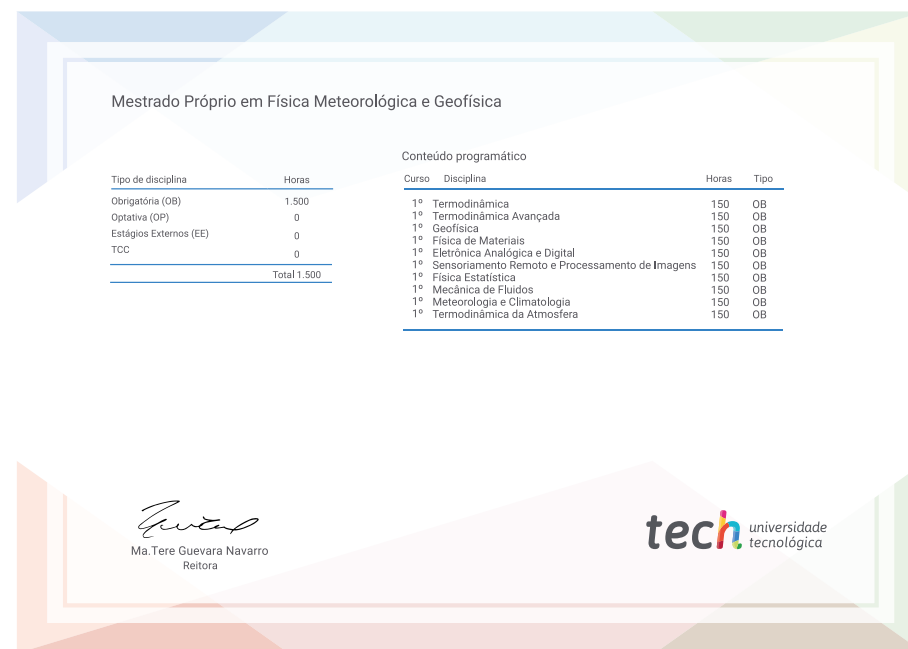 Mestrado Próprio em Física Meteorológica e Geofísica
Tipo de disciplina Horas
Obrigatória (OB) 1.500
Optativa (OP) 0
Estágios Externos (EE) 0
TCC 0
Total 1.500
Conteúdo programático
Curso Disciplina Horas Tipo
1º Termodinâmica 150 OB
1º Termodinâmica Avançada 150 OB
1º Geofísica 150 OB
1º Física de Materiais 150 OB
1º Eletrônica Analógica e Digital 150 OB
1º Sensoriamento Remoto e Processamento de Imagens 150 OB
1º Física Estatística 150 OB
1º Mecânica de Fluidos 150 OB
1º Meteorologia e Climatologia 150 OB
1º Termodinâmica da Atmosfera 150 OB
Ma.Tere Guevara Navarro
Reitora
tech universidade
tecnológica